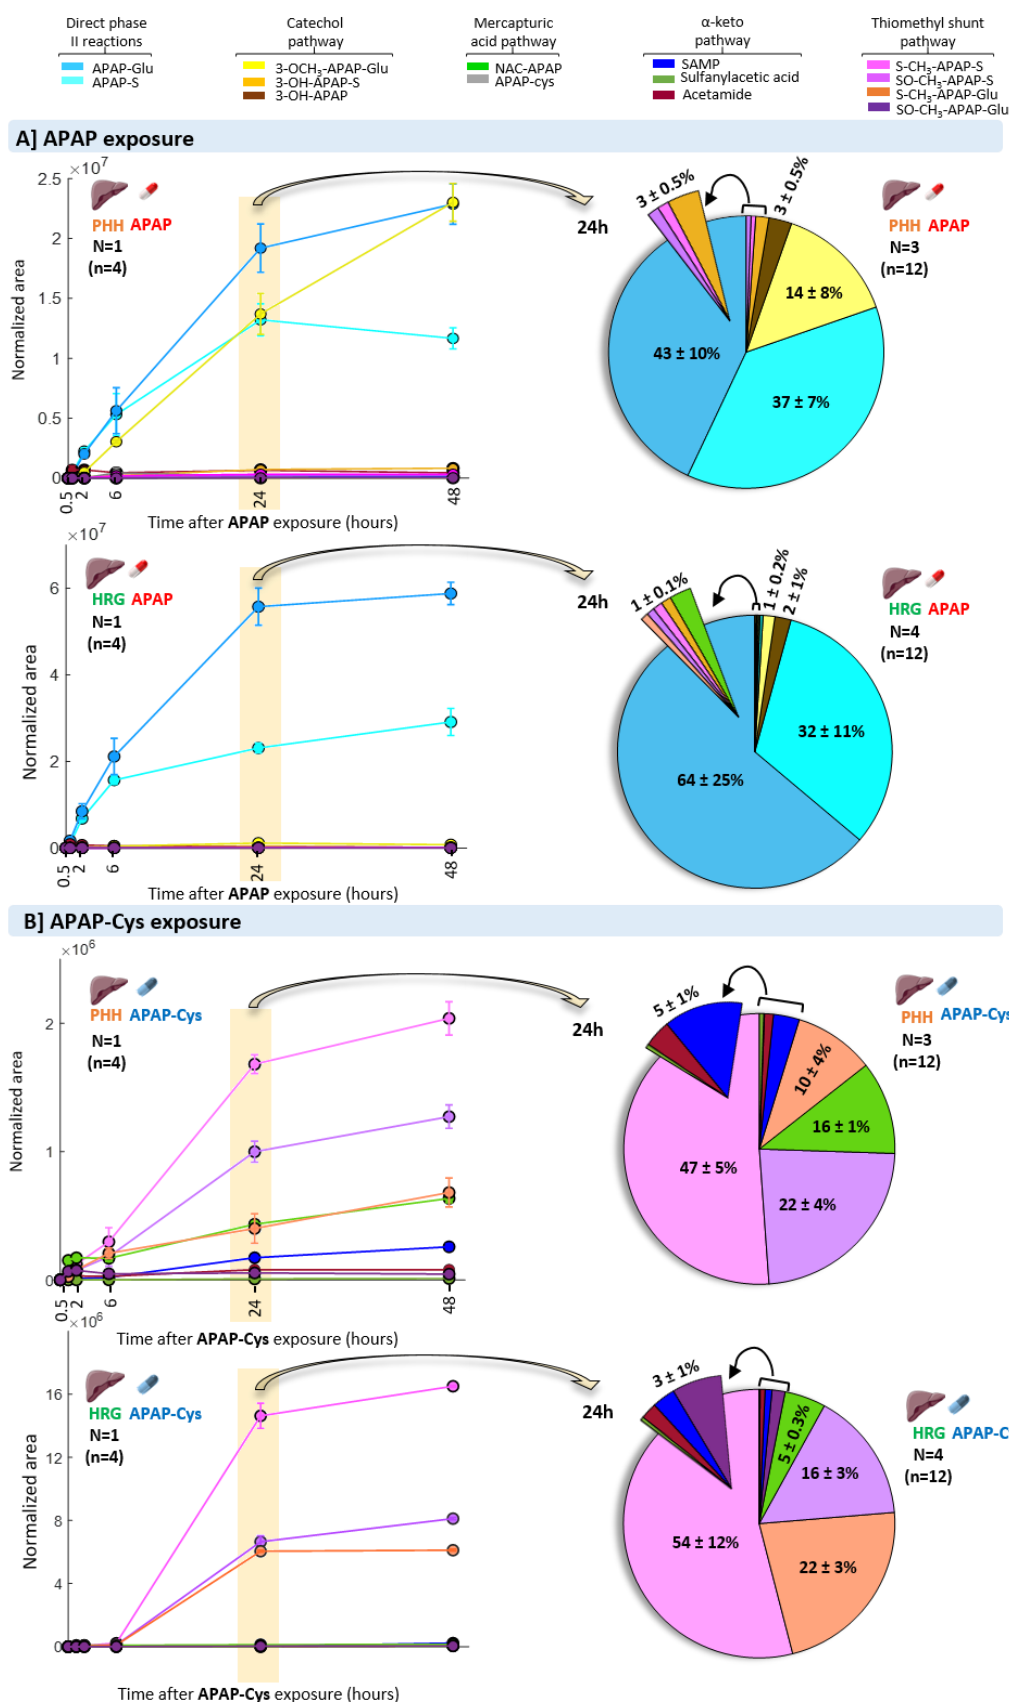 Direct phase
II reactions
APAP-Glu
APAP-S
Catechol
pathway
3-OCH₃-APAP-Glu
3-OH-APAP-S
3-OH-APAP
Mercapturic
acid pathway
NAC-APAP
APAP-cys
α-keto
pathway
SAMP
Sulfanylacetic acid
Acetamide
Thiomethyl shunt
pathway
S-CH₃-APAP-S
SO-CH₃-APAP-S
S-CH₃-APAP-Glu
SO-CH₃-APAP-Glu
A] APAP exposure
×10⁷
2.5
2
1.5
1
0.5
0
Normalized area
PHH APAP
N=1
(n=4)
0.5
2
6
24
48
Time after APAP exposure (hours)
24h
3 ± 0.5%
3 ± 0.5%
14 ± 8%
43 ± 10%
37 ± 7%
PHH APAP
N=3
(n=12)
×10⁷
6
4
2
0
Normalized area
HRG APAP
N=1
(n=4)
0.5
2
6
24
48
Time after APAP exposure (hours)
24h
1 ± 0.1%
1 ± 0.2%
2 ± 1%
32 ± 11%
64 ± 25%
HRG APAP
N=4
(n=12)
B] APAP-Cys exposure
×10⁶
2
1
0
Normalized area
PHH APAP-Cys
N=1
(n=4)
0.5
2
6
24
48
Time after APAP-Cys exposure (hours)
24h
5 ± 1%
10 ± 4%
16 ± 1%
47 ± 5%
22 ± 4%
PHH APAP-Cys
N=3
(n=12)
×10⁶
16
12
8
4
0
Normalized area
HRG APAP-Cys
N=1
(n=4)
24
48
Time after APAP-Cys exposure (hours)
24h
3 ± 1%
5 ± 0.3%
16 ± 3%
54 ± 12%
22 ± 3%
HRG APAP-C
N=4
(n=12)